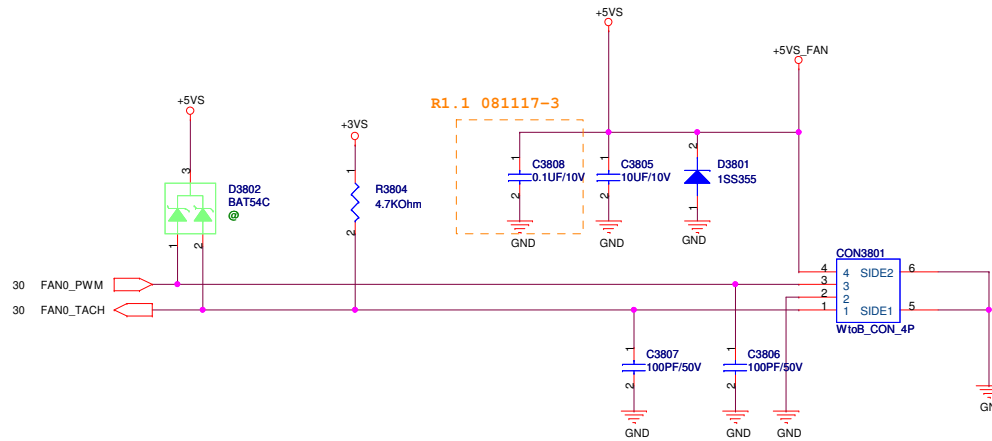 +5VS
+5VS_FAN
+5VS
R1.1 081117-3
+3VS
3
D3802
BAT54C
@
1
2
1
R3804
4.7KOhm
2
1
C3808
0.1UF/10V
2
GND
1
C3805
10UF/10V
2
GND
2
D3801
1SS355
1
GND
CON3801
4 4 SIDE2 6
3 3
2 2
1 1 SIDE1 5
WtoB_CON_4P
30 FAN0_PWM
30 FAN0_TACH
1
C3807
100PF/50V
2
GND
1
C3806
100PF/50V
2
GND
GND
GN